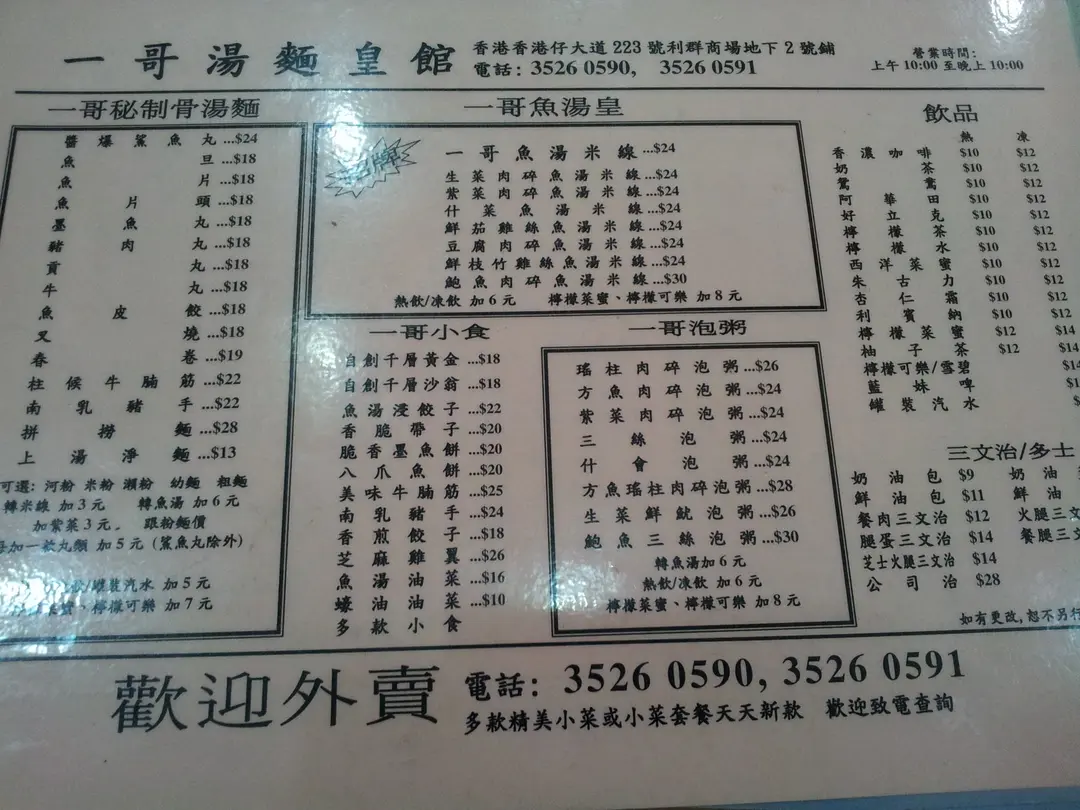 一哥湯麵皇館
香港香港仔大道 223 號利群商場地下 2 號鋪
電話: 3526 0590, 3526 0591
營業時間:
上午 10:00 至晚上 10:00
一哥秘制骨湯麵
醬爆鯊魚丸...$24
魚旦...$18
魚片...$18
魚片頭...$18
墨魚丸...$18
豬肉丸...$18
貢丸...$18
牛丸...$18
魚皮餃...$18
叉燒...$18
春卷...$19
柱候牛腩筋...$22
南乳豬手...$22
拼撈麵...$28
上湯淨麵...$13
可選: 河粉 米粉 瀨粉 幼麵 粗麵
轉米線 加 3 元 轉魚湯 加 6 元
加紫菜 3 元。 跟粉麵價
加 5 元 (鯊魚丸除外)
罐裝汽水 加 5 元
檸檬可樂 加 7 元
一哥魚湯皇
一哥魚湯米線...$24
生菜肉碎魚湯米線...$24
紫菜肉碎魚湯米線...$24
什菜魚湯米線...$24
鮮茄雞絲魚湯米線...$24
豆腐肉碎魚湯米線...$24
鮮枝竹雞絲魚湯米線...$24
鮑魚肉碎魚湯米線...$30
熱飲/凍飲 加 6 元 檸檬菜蜜、檸檬可樂 加 8 元
一哥小食
自創千層黃金...$18
自創千層沙翁...$18
魚湯浸餃子...$22
香脆帶子...$20
脆香墨魚餅...$20
八爪魚餅...$20
美味牛腩筋...$25
南乳豬手...$24
香煎餃子...$18
芝麻雞翼...$26
魚湯油菜...$16
蠔油油菜...$10
多款小食
一哥泡粥
瑤柱肉碎泡粥...$26
方魚肉碎泡粥...$24
紫菜肉碎泡粥...$24
三絲泡粥...$24
什會泡粥...$24
方魚瑤柱肉碎泡粥...$28
生菜鮮魷泡粥...$26
鮑魚三絲泡粥...$30
轉魚湯加 6 元
熱飲/凍飲 加 6 元
檸檬菜蜜、檸檬可樂 加 8 元
飲品
熱 凍
香濃咖啡 $10 $12
奶茶 $10 $12
鴛鴦 $10 $12
阿華田 $10 $12
好立克 $10 $12
檸檬茶 $10 $12
檸檬水 $10 $12
西洋菜蜜 $10 $12
朱古力 $10 $12
杏仁霜 $10 $12
利賓納 $10 $12
檸檬菜蜜 $12 $14
柚子茶 $12 $14
檸檬可樂/雪碧
藍妹啤
罐裝汽水
三文治/多士
奶油包 $9 奶油
鮮油包 $11 鮮油
餐肉三文治 $12 火腿三文
腿蛋三文治 $14 餐腿三文
芝士火腿三文治 $14
公司治 $28
如有更改,恕不另行
歡迎外賣
電話: 3526 0590, 3526 0591
多款精美小菜或小菜套餐天天新款 歡迎致電查詢